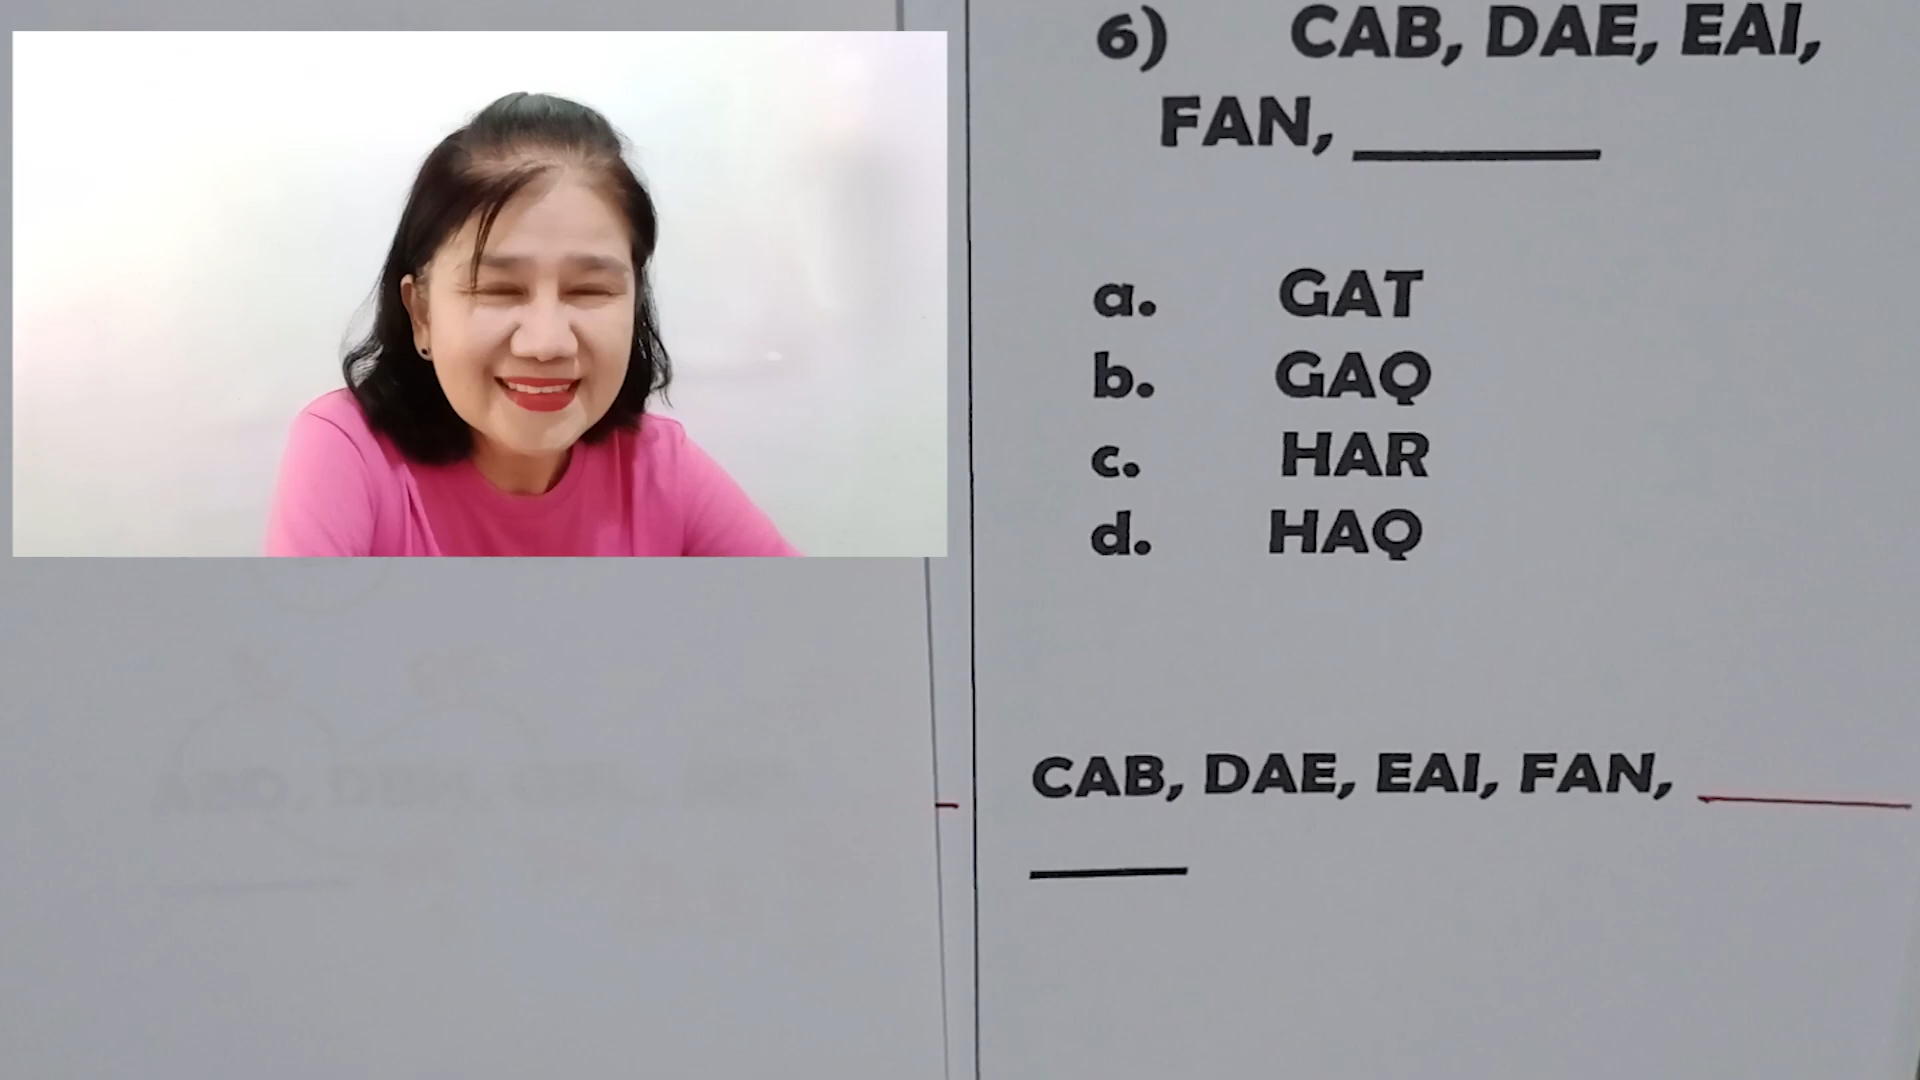 6) CAB, DAE, EAI,
FAN, ______
a. GAT
b. GAQ
c. HAR
d. HAQ
CAB, DAE, EAI, FAN, ______
______